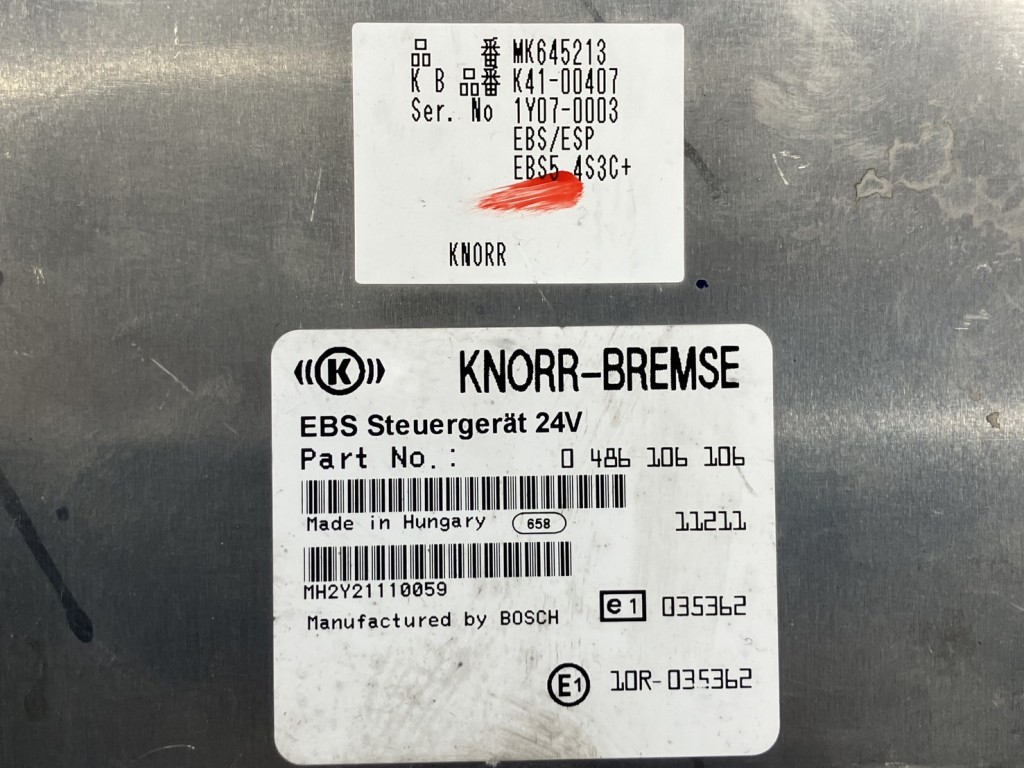 品 番 MK645213
K B 品番 K41-00407
Ser. No 1Y07-0003
EBS/ESP
EBS5 4S3C+
KNORR
((K)) KNORR-BREMSE
EBS Steuergerät 24V
Part No.: 0 486 106 106
Made in Hungary 658 11211
MH2Y21110059
Manufactured by BOSCH e1 035362
E1 10R-035362